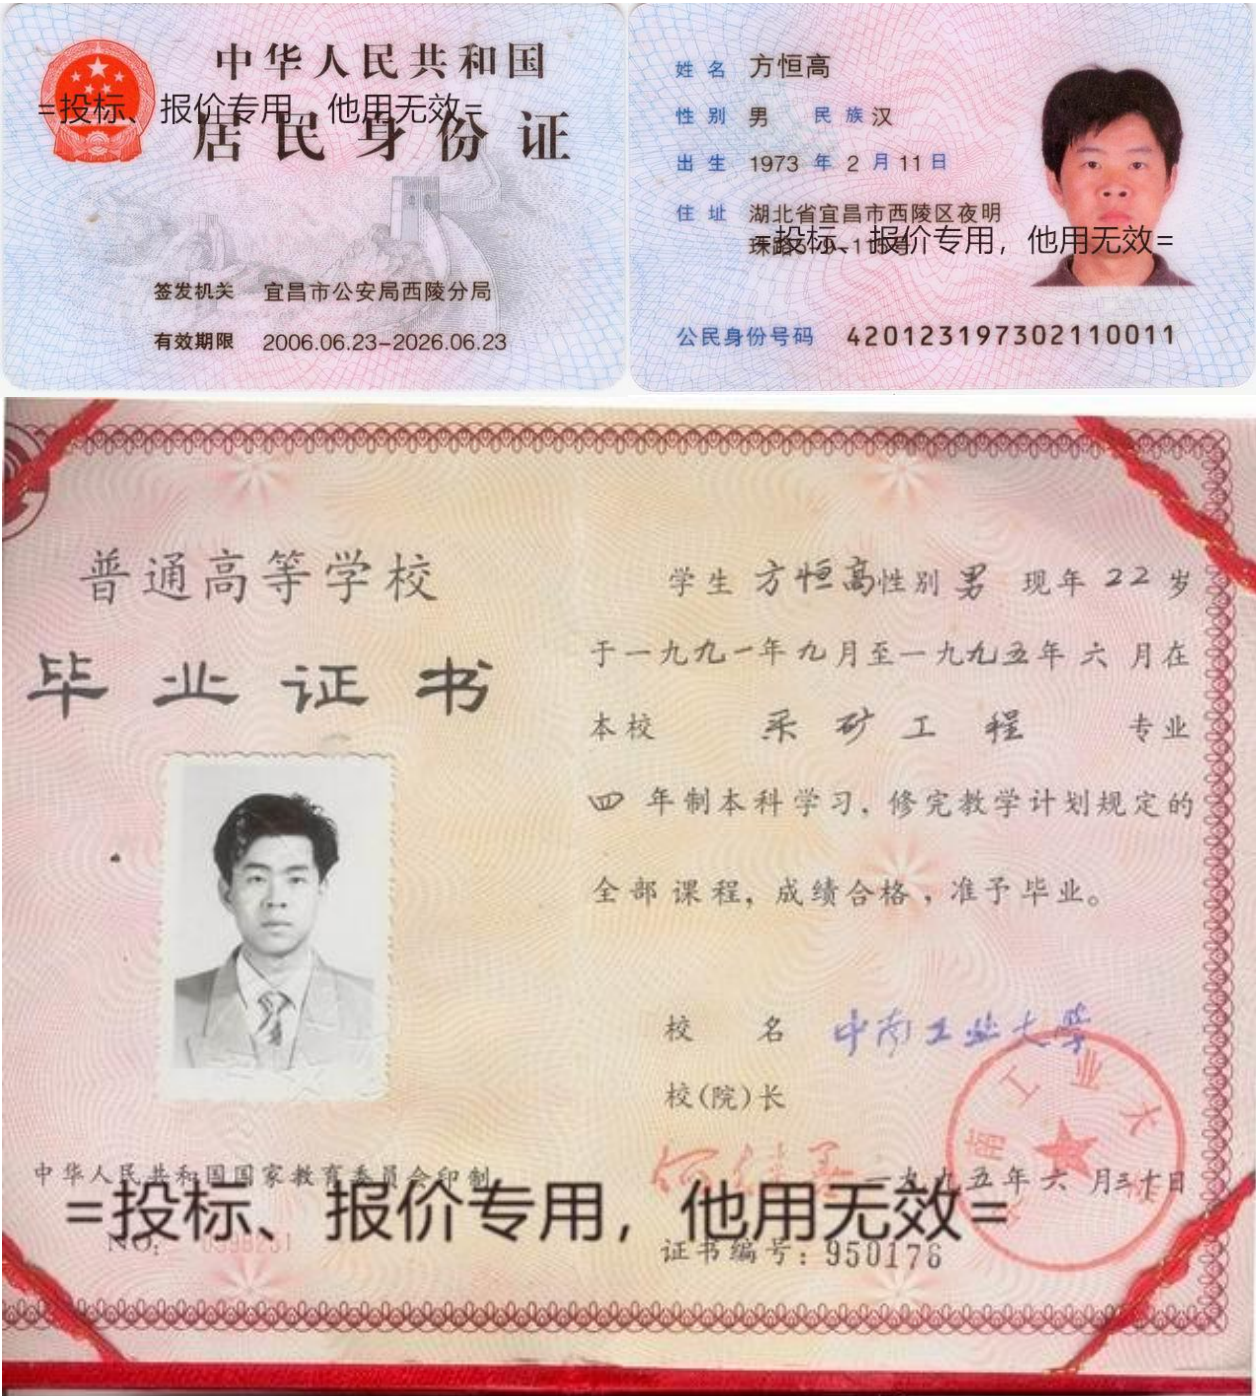 中华人民共和国
=投标、报价专用，他用无效=
居民身份证
签发机关 宜昌市公安局西陵分局
有效期限 2006.06.23-2026.06.23
姓名 方恒高
性别 男 民族 汉
出生 1973 年 2 月 11 日
住址 湖北省宜昌市西陵区夜明
珠路
=投标、报价专用，他用无效=
公民身份号码 420123197302110011
普通高等学校
毕业证书
中华人民共和国国家教育委员会印制
NO:
学生 方恒高 性别 男 现年 22 岁
于一九九一年九月至一九九五年六月在
本校 采矿工程 专业
四年制本科学习，修完教学计划规定的
全部课程，成绩合格，准予毕业。
校名 中南工业大学
校(院)长
一九九五年六月三十日
=投标、报价专用，他用无效=
证书编号：950176